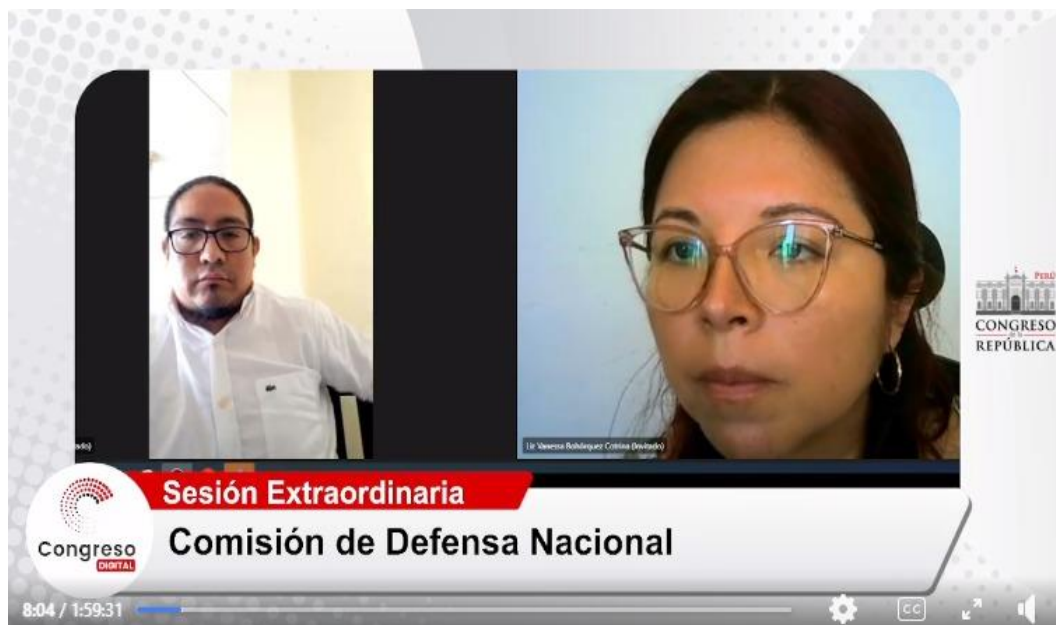 PERÚ
CONGRESO
REPÚBLICA
Vanessa Bohórquez Cotrina (Invitado)
Sesión Extraordinaria
Comisión de Defensa Nacional
Congreso
DIGITAL
8:04 / 1:59:31
CC